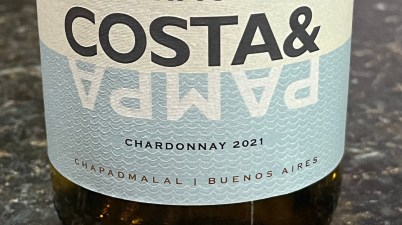 COSTA&
PAMPA
CHARDONNAY 2021
CHAPADMALAL | BUENOS AIRES